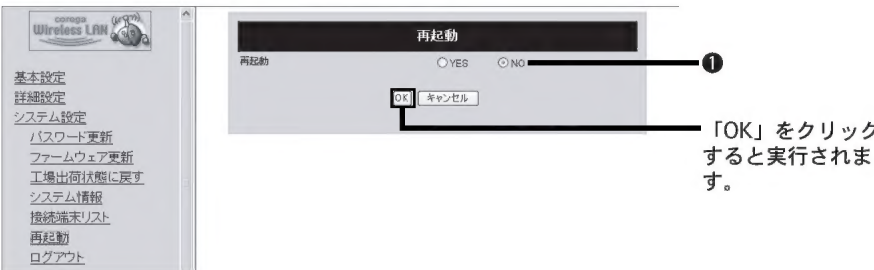 corega
Wireless LAN
基本設定
詳細設定
システム設定
パスワード更新
ファームウェア更新
工場出荷状態に戻す
システム情報
接続端末リスト
再起動
ログアウト
再起動
再起動 YES NO
OK キャンセル
❶
「OK」をクリック
すると実行されま
す。